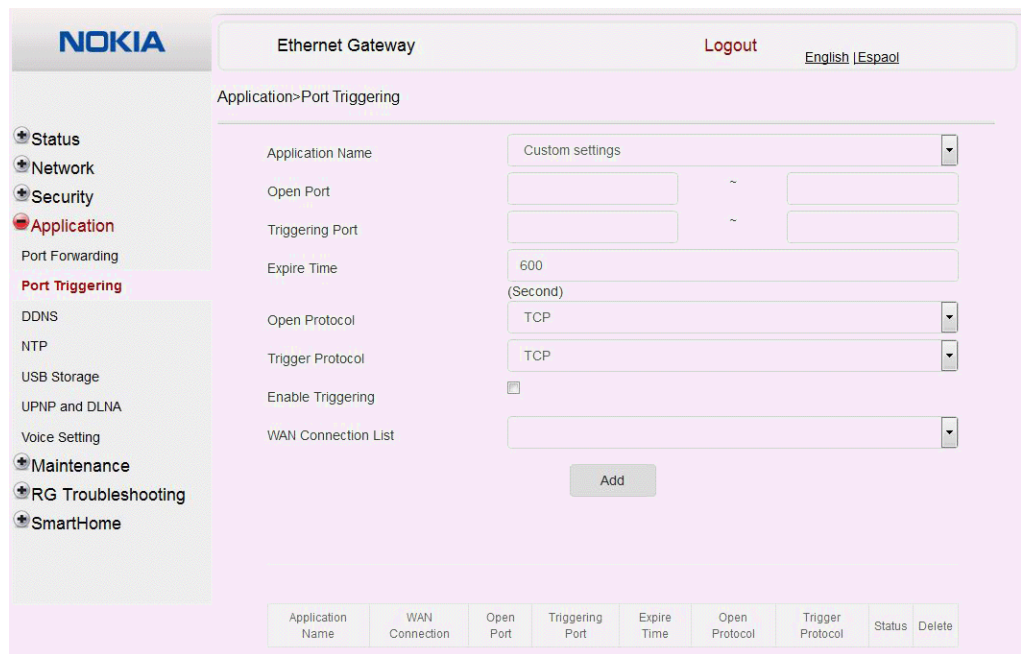 NOKIA
Ethernet Gateway
Logout
English |Espaol
Application>Port Triggering
Status
Network
Security
Application
Port Forwarding
Port Triggering
DDNS
NTP
USB Storage
UPNP and DLNA
Voice Setting
Maintenance
RG Troubleshooting
SmartHome
Application Name
Custom settings
Open Port
~
Triggering Port
~
Expire Time
600
(Second)
Open Protocol
TCP
Trigger Protocol
TCP
Enable Triggering
WAN Connection List
Add
Application Name
WAN Connection
Open Port
Triggering Port
Expire Time
Open Protocol
Trigger Protocol
Status
Delete